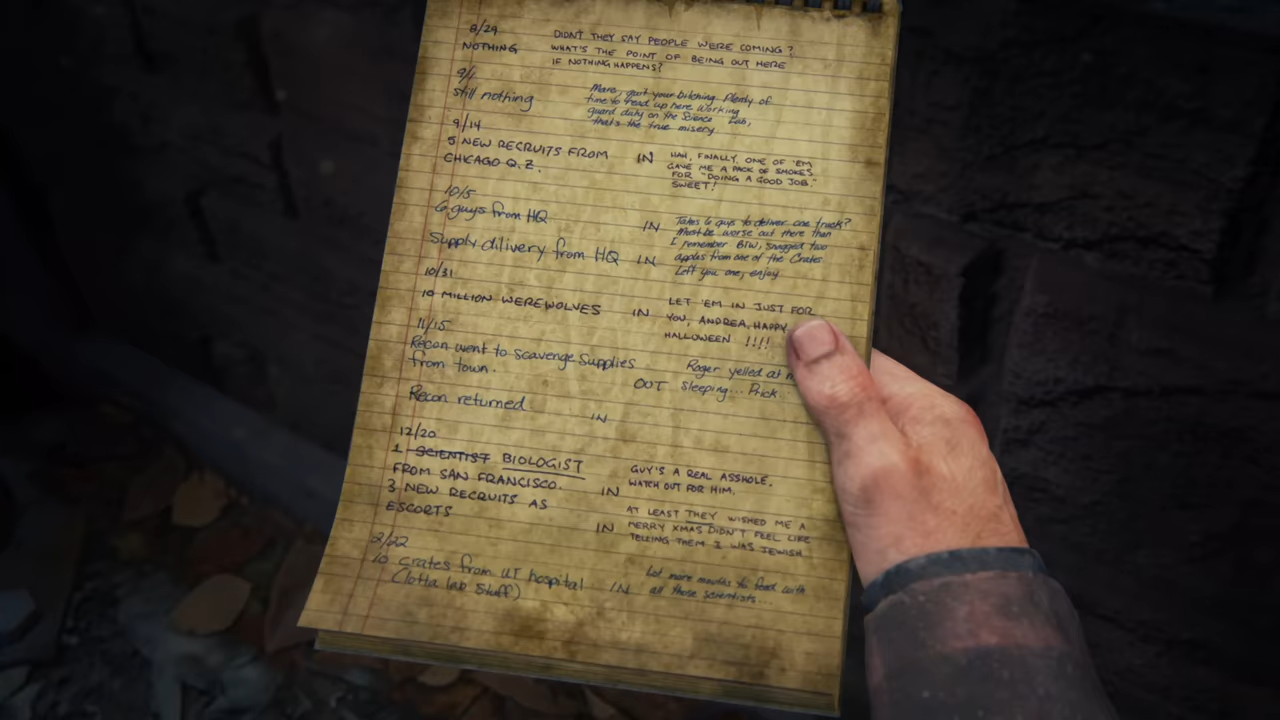 8/29
NOTHING
DIDNT THEY SAY PEOPLE WERE COMING?
WHAT'S THE POINT OF BEING OUT HERE
IF NOTHING HAPPENS?
9/1
still nothing
Marc, quit your bitching. Plenty of
time to read up here. Working
guard duty on the Science Lab,
that's the true misery.
9/14
5 NEW RECRUITS FROM
CHICAGO Q.Z.
IN
HAH, FINALLY. ONE OF 'EM
GAVE ME A PACK OF SMOKES
FOR "DOING A GOOD JOB."
SWEET!
10/5
6 guys from HQ
IN
Takes 6 guys to deliver one truck?
Must be worse out there than
I remember. BTW, snagged two
apples from one of the Crates
Left you one, enjoy
Supply dilivery from HQ
IN
10/31
10 MILLION WEREWOLVES
IN
LET 'EM IN JUST FOR
YOU, ANDREA. HAPPY
HALLOWEEN !!!!
11/15
Recon went to scavenge supplies
from town.
OUT
Roger yelled at
sleeping... Prick
Recon returned
IN
12/20
1 SCIENTIST BIOLOGIST
FROM SAN FRANCISCO.
IN
GUY'S A REAL ASSHOLE.
WATCH OUT FOR HIM.
3 NEW RECRUITS AS
ESCORTS
IN
AT LEAST THEY WISHED ME A
MERRY XMAS DIDN'T FEEL LIKE
TELLING THEM I WAS JEWISH
2/22
10 crates from UT hospital
(lotta lab stuff)
IN
Lot more mouths to feed with
all those scientists...